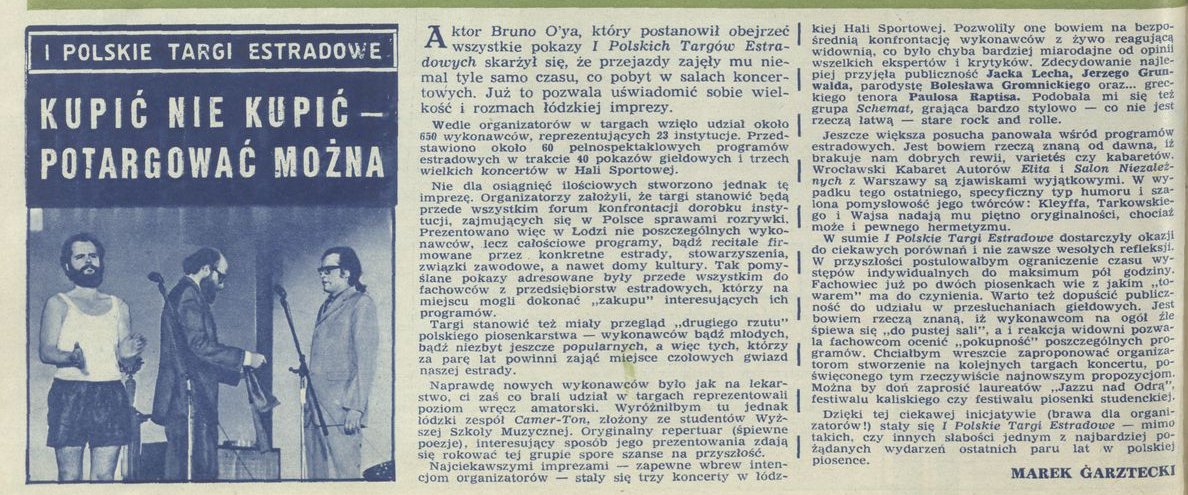 I POLSKIE TARGI ESTRADOWE
KUPIĆ NIE KUPIĆ –
POTARGOWAĆ MOŻNA
Aktor Bruno O'ya, który postanowił obejrzeć
wszystkie pokazy I Polskich Targów Estra-
dowych skarżył się, że przejazdy zajęły mu nie-
mal tyle samo czasu, co pobyt w salach koncer-
towych. Już to pozwala uświadomić sobie wiel-
kość i rozmach łódzkiej imprezy.
Wedle organizatorów w targach wzięło udział około
650 wykonawców, reprezentujących 23 instytucje. Przed-
stawiono około 60 pełnospektaklowych programów
estradowych w trakcie 40 pokazów giełdowych i trzech
wielkich koncertów w Hali Sportowej.
Nie dla osiągnięć ilościowych stworzono jednak tę
imprezę. Organizatorzy założyli, że targi stanowić będą
przede wszystkim forum konfrontacji dorobku insty-
tucji, zajmujących się w Polsce sprawami rozrywki.
Prezentowano więc w Łodzi nie poszczególnych wyko-
nawców, lecz całościowe programy, bądź recitale fir-
mowane przez konkretne estrady, stowarzyszenia,
związki zawodowe, a nawet domy kultury. Tak pomy-
ślane pokazy adresowane były przede wszystkim do
fachowców z przedsiębiorstw estradowych, którzy na
miejscu mogli dokonać „zakupu" interesujących ich
programów.
Targi stanowić też miały przegląd „drugiego rzutu"
polskiego piosenkarstwa — wykonawców bądź młodych,
bądź niezbyt jeszcze popularnych, a więc tych, którzy
za parę lat powinni zająć miejsce czołowych gwiazd
naszej estrady.
Naprawdę nowych wykonawców było jak na lekar-
stwo, ci zaś co brali udział w targach reprezentowali
poziom wręcz amatorski. Wyróżniłbym tu jednak
łódzki zespół Camer-Ton, złożony ze studentów Wyż-
szej Szkoły Muzycznej. Oryginalny repertuar (śpiewne
poezje), interesujący sposób jego prezentowania zdają
się rokować tej grupie spore szanse na przyszłość.
Najciekawszymi imprezami — zapewne wbrew inten-
cjom organizatorów — stały się trzy koncerty w łódz-
kiej Hali Sportowej. Pozwoliły one bowiem na bezpo-
średnią konfrontację wykonawców z żywo reagującą
widownią, co było chyba bardziej miarodajne od opinii
wszelkich ekspertów i krytyków. Zdecydowanie najle-
piej przyjęła publiczność Jacka Lecha, Jerzego Grun-
walda, parodystę Bolesława Gromnickiego oraz... grec-
kiego tenora Paulosa Raptisa. Podobała mi się też
grupa Schemat, grająca bardzo stylowo — co nie jest
rzeczą łatwą — stare rock and rolle.
Jeszcze większa posucha panowała wśród programów
estradowych. Jest bowiem rzeczą znaną od dawna, iż
brakuje nam dobrych rewii, varietés czy kabaretów.
Wrocławski Kabaret Autorów Elita i Salon Niezależ-
nych z Warszawy są zjawiskami wyjątkowymi. W wy-
padku tego ostatniego, specyficzny typ humoru i sza-
lona pomysłowość jego twórców: Kleyffa, Tarkowskie-
go i Wajsa nadają mu piętno oryginalności, chociaż
może i pewnego hermetyzmu.
W sumie I Polskie Targi Estradowe dostarczyły okazji
do ciekawych porównań i nie zawsze wesołych refleksji.
W przyszłości postulowałbym ograniczenie czasu wy-
stępów indywidualnych do maksimum pół godziny.
Fachowiec już po dwóch piosenkach wie z jakim „to-
warem" ma do czynienia. Warto też dopuścić publicz-
ność do udziału w przesłuchaniach giełdowych. Jest
bowiem rzeczą znaną, iż wykonawcom na ogół źle
śpiewa się „do pustej sali", a i reakcja widowni pozwa-
la fachowcom ocenić „pokupność" poszczególnych pro-
gramów. Chciałbym wreszcie zaproponować organiza-
torom stworzenie na kolejnych targach koncertu, po-
święconego tym rzeczywiście najnowszym propozycjom.
Można by doń zaprosić laureatów „Jazzu nad Odrą",
festiwalu kaliskiego czy festiwalu piosenki studenckiej.
Dzięki tej ciekawej inicjatywie (brawa dla organi-
zatorów!) stały się I Polskie Targi Estradowe — mimo
takich, czy innych słabości jednym z najbardziej po-
żądanych wydarzeń ostatnich paru lat w polskiej
piosence.
MAREK GARZTECKI